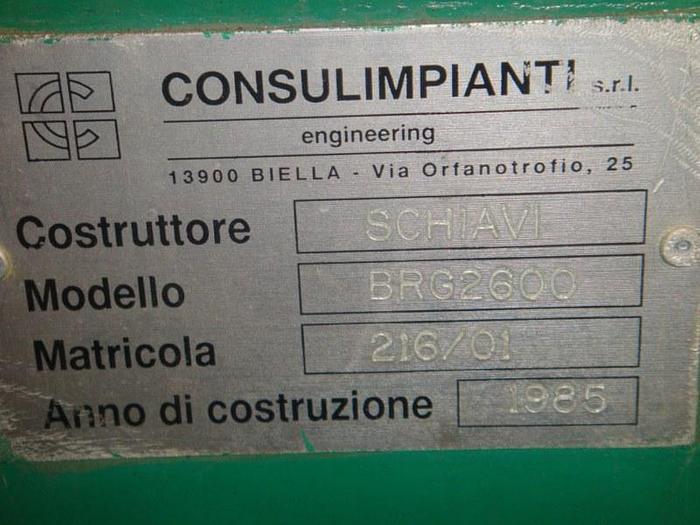 CONSULIMPIANTI s.r.l.
engineering
13900 BIELLA - Via Orfanotrofio, 25
Costruttore SCHIAVI
Modello BRG2600
Matricola 216/01
Anno di costruzione 1985